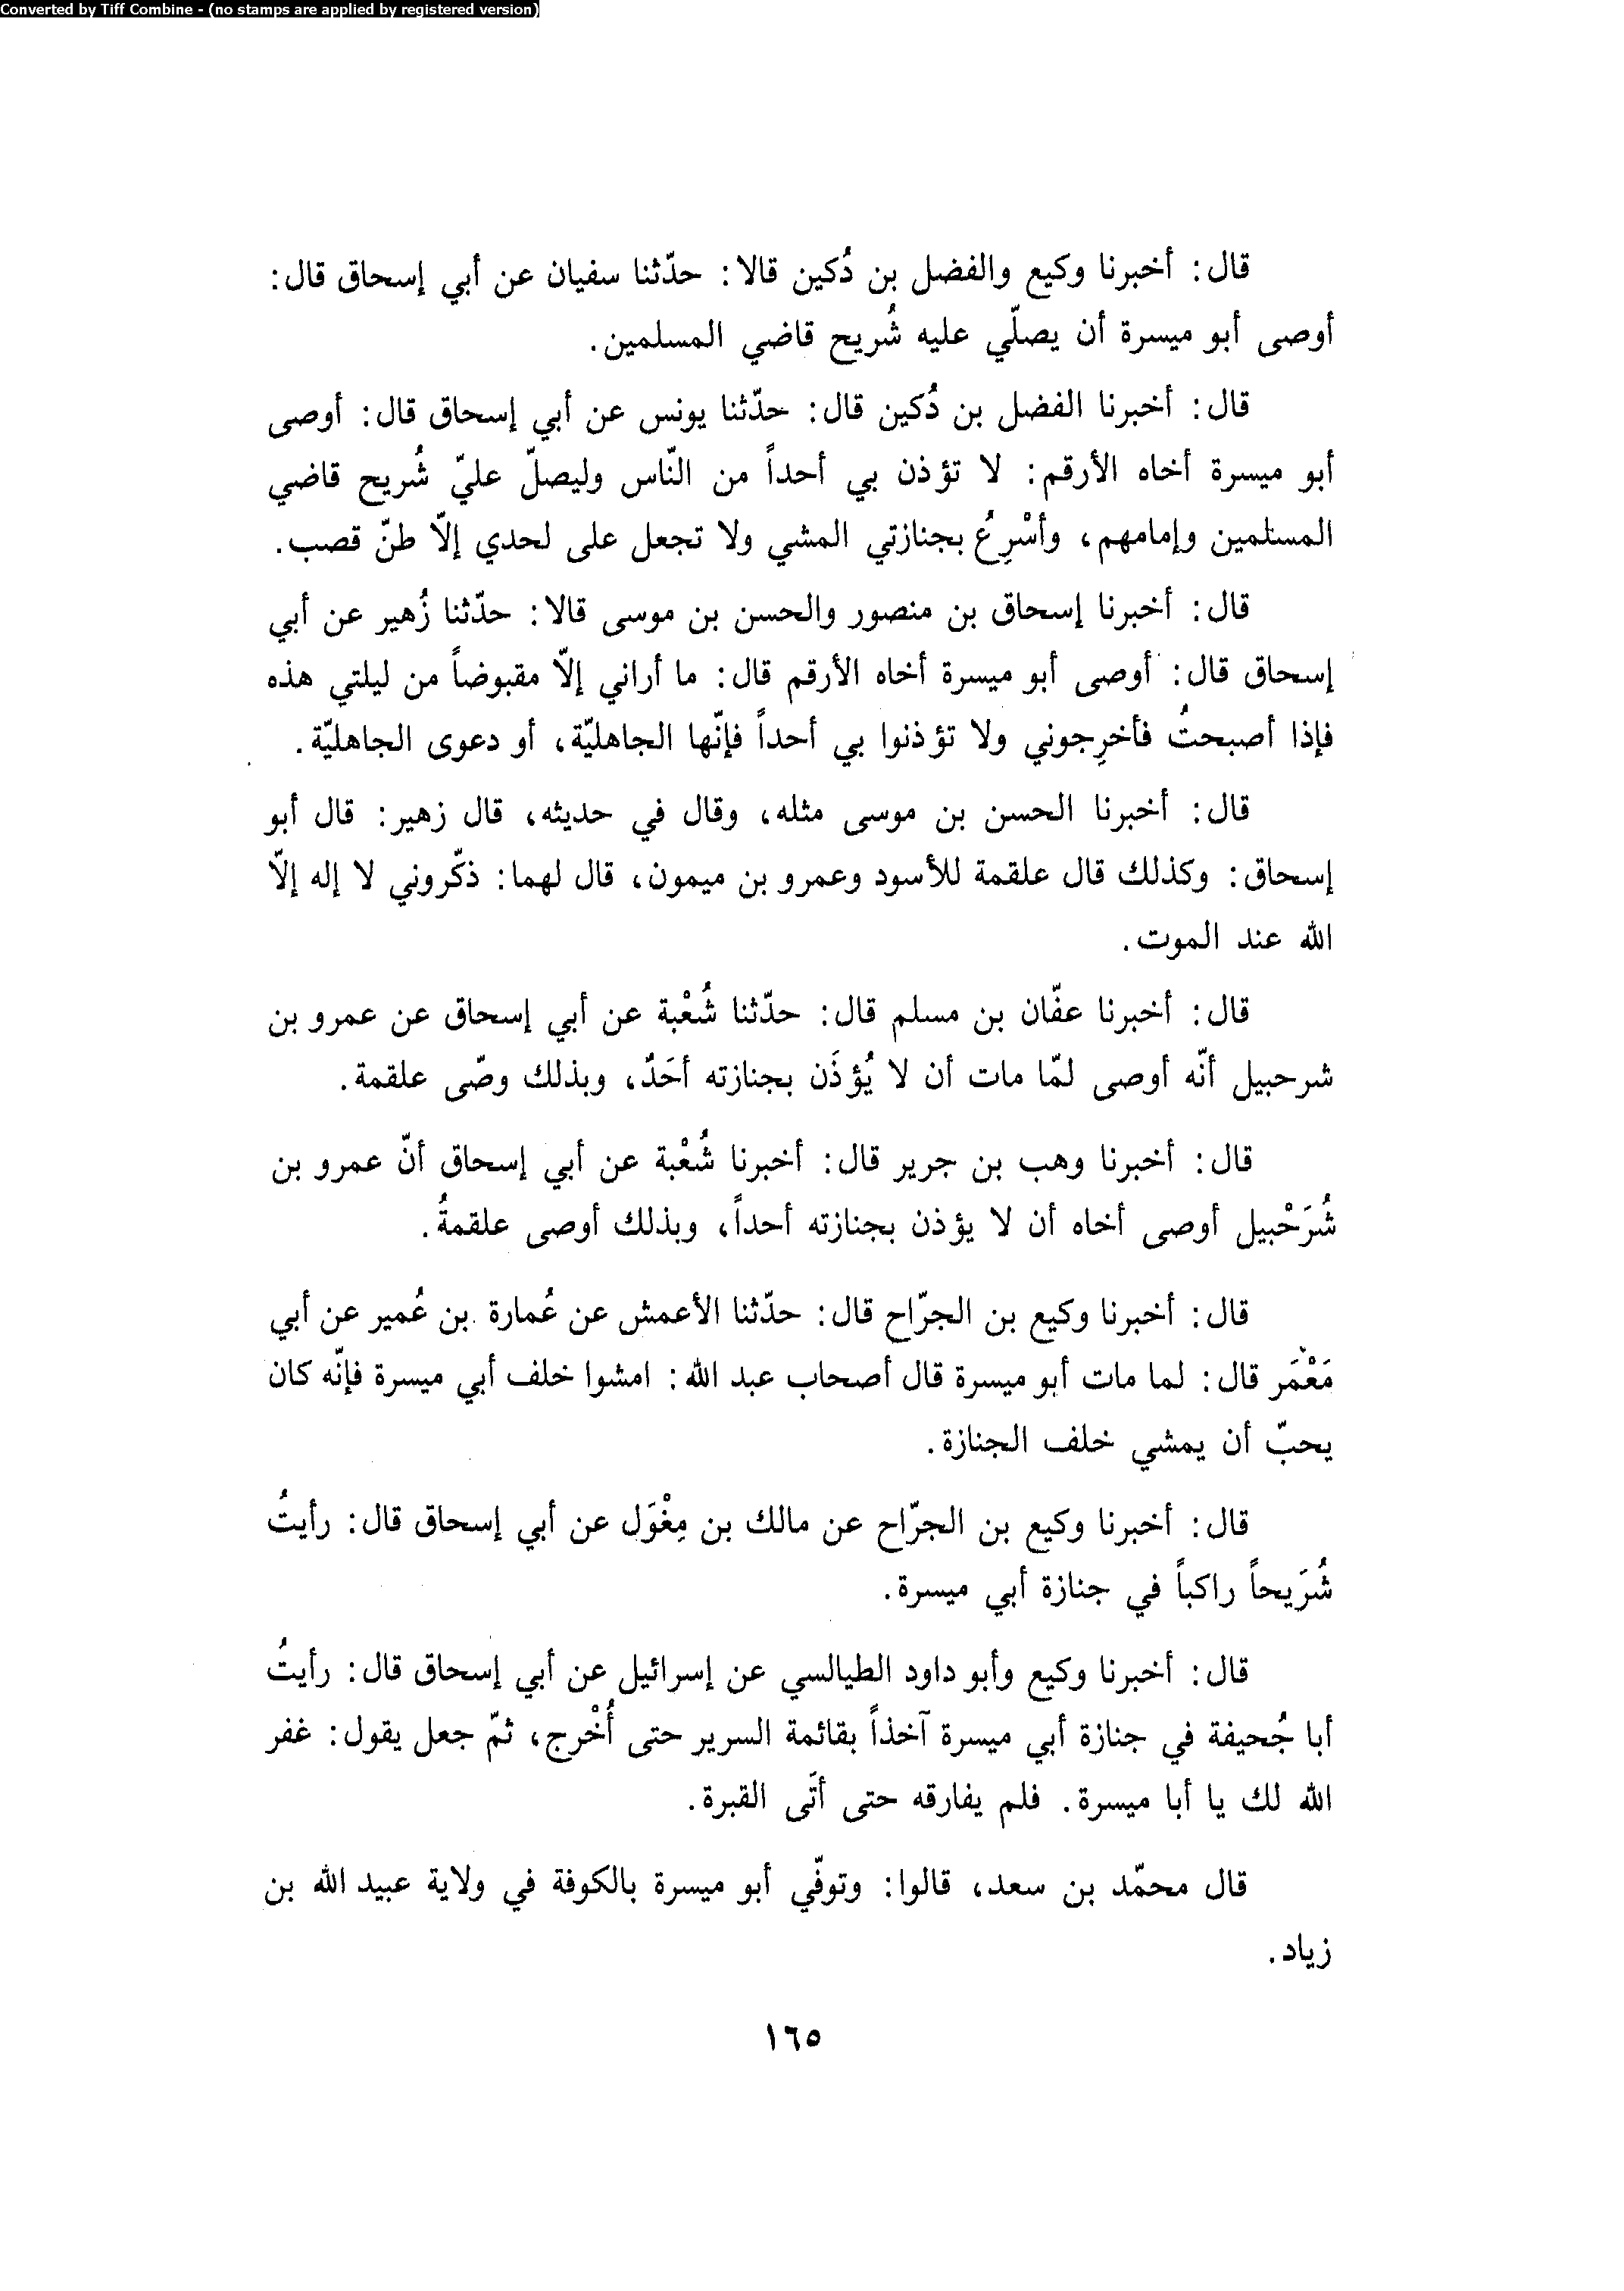 Converted by Tiff Combine - (no stamps are applied by registered version)
قال: أخبرنا وكيع والفضل بن دُكين قالا: حدّثنا سفيان عن أبي إسحاق قال:
أوصى أبو ميسرة أن يصلّي عليه شُريح قاضي المسلمين.
قال: أخبرنا الفضل بن دُكين قال: حدّثنا يونس عن أبي إسحاق قال: أوصى
أبو ميسرة أخاه الأرقم: لا تؤذن بي أحداً من النّاس وليصلّ عليّ شُريح قاضي
المسلمين وإمامهم، وأسْرِعُ بجنازتي المشي ولا تجعل على لحدي إلّا طنّ قصب.
قال: أخبرنا إسحاق بن منصور والحسن بن موسى قالا: حدّثنا زُهير عن أبي
إسحاق قال: أوصى أبو ميسرة أخاه الأرقم قال: ما أراني إلّا مقبوضاً من ليلتي هذه
فإذا أصبحتُ فأخرِجوني ولا تؤذنوا بي أحداً فإنّها الجاهليّة، أو دعوى الجاهليّة.
قال: أخبرنا الحسن بن موسى مثله، وقال في حديثه، قال زهير: قال أبو
إسحاق: وكذلك قال علقمة للأسود وعمرو بن ميمون، قال لهما: ذكّروني لا إله إلّا
الله عند الموت.
قال: أخبرنا عفّان بن مسلم قال: حدّثنا شُعْبة عن أبي إسحاق عن عمرو بن
شرحبيل أنّه أوصى لمّا مات أن لا يُؤذَن بجنازته أحَدٌ، وبذلك وصّى علقمة.
قال: أخبرنا وهب بن جرير قال: أخبرنا شُعْبة عن أبي إسحاق أنّ عمرو بن
شُرَحْبيل أوصى أخاه أن لا يؤذن بجنازته أحداً، وبذلك أوصى علقمةُ.
قال: أخبرنا وكيع بن الجرّاح قال: حدّثنا الأعمش عن عُمارة بن عُمير عن أبي
مَعْمَر قال: لما مات أبو ميسرة قال أصحاب عبد الله: امشوا خلف أبي ميسرة فإنّه كان
يحبّ أن يمشي خلف الجنازة.
قال: أخبرنا وكيع بن الجرّاح عن مالك بن مِغْوَل عن أبي إسحاق قال: رأيتُ
شُرَيحاً راكباً في جنازة أبي ميسرة.
قال: أخبرنا وكيع وأبو داود الطيالسي عن إسرائيل عن أبي إسحاق قال: رأيتُ
أبا جُحيفة في جنازة أبي ميسرة آخذاً بقائمة السرير حتى أُخْرج، ثمّ جعل يقول: غفر
الله لك يا أبا ميسرة. فلم يفارقه حتى أتَى القبرة.
قال محمّد بن سعد، قالوا: وتوفّي أبو ميسرة بالكوفة في ولاية عبيد الله بن
زياد.
١٦٥